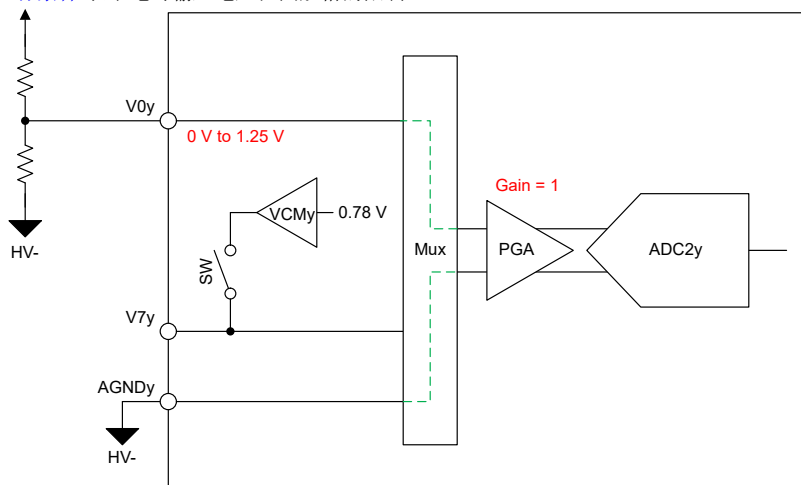 V0y
0 V to 1.25 V
Gain = 1
VCMy
0.78 V
Mux
PGA
ADC2y
HV-
SW
V7y
AGNDy
HV-